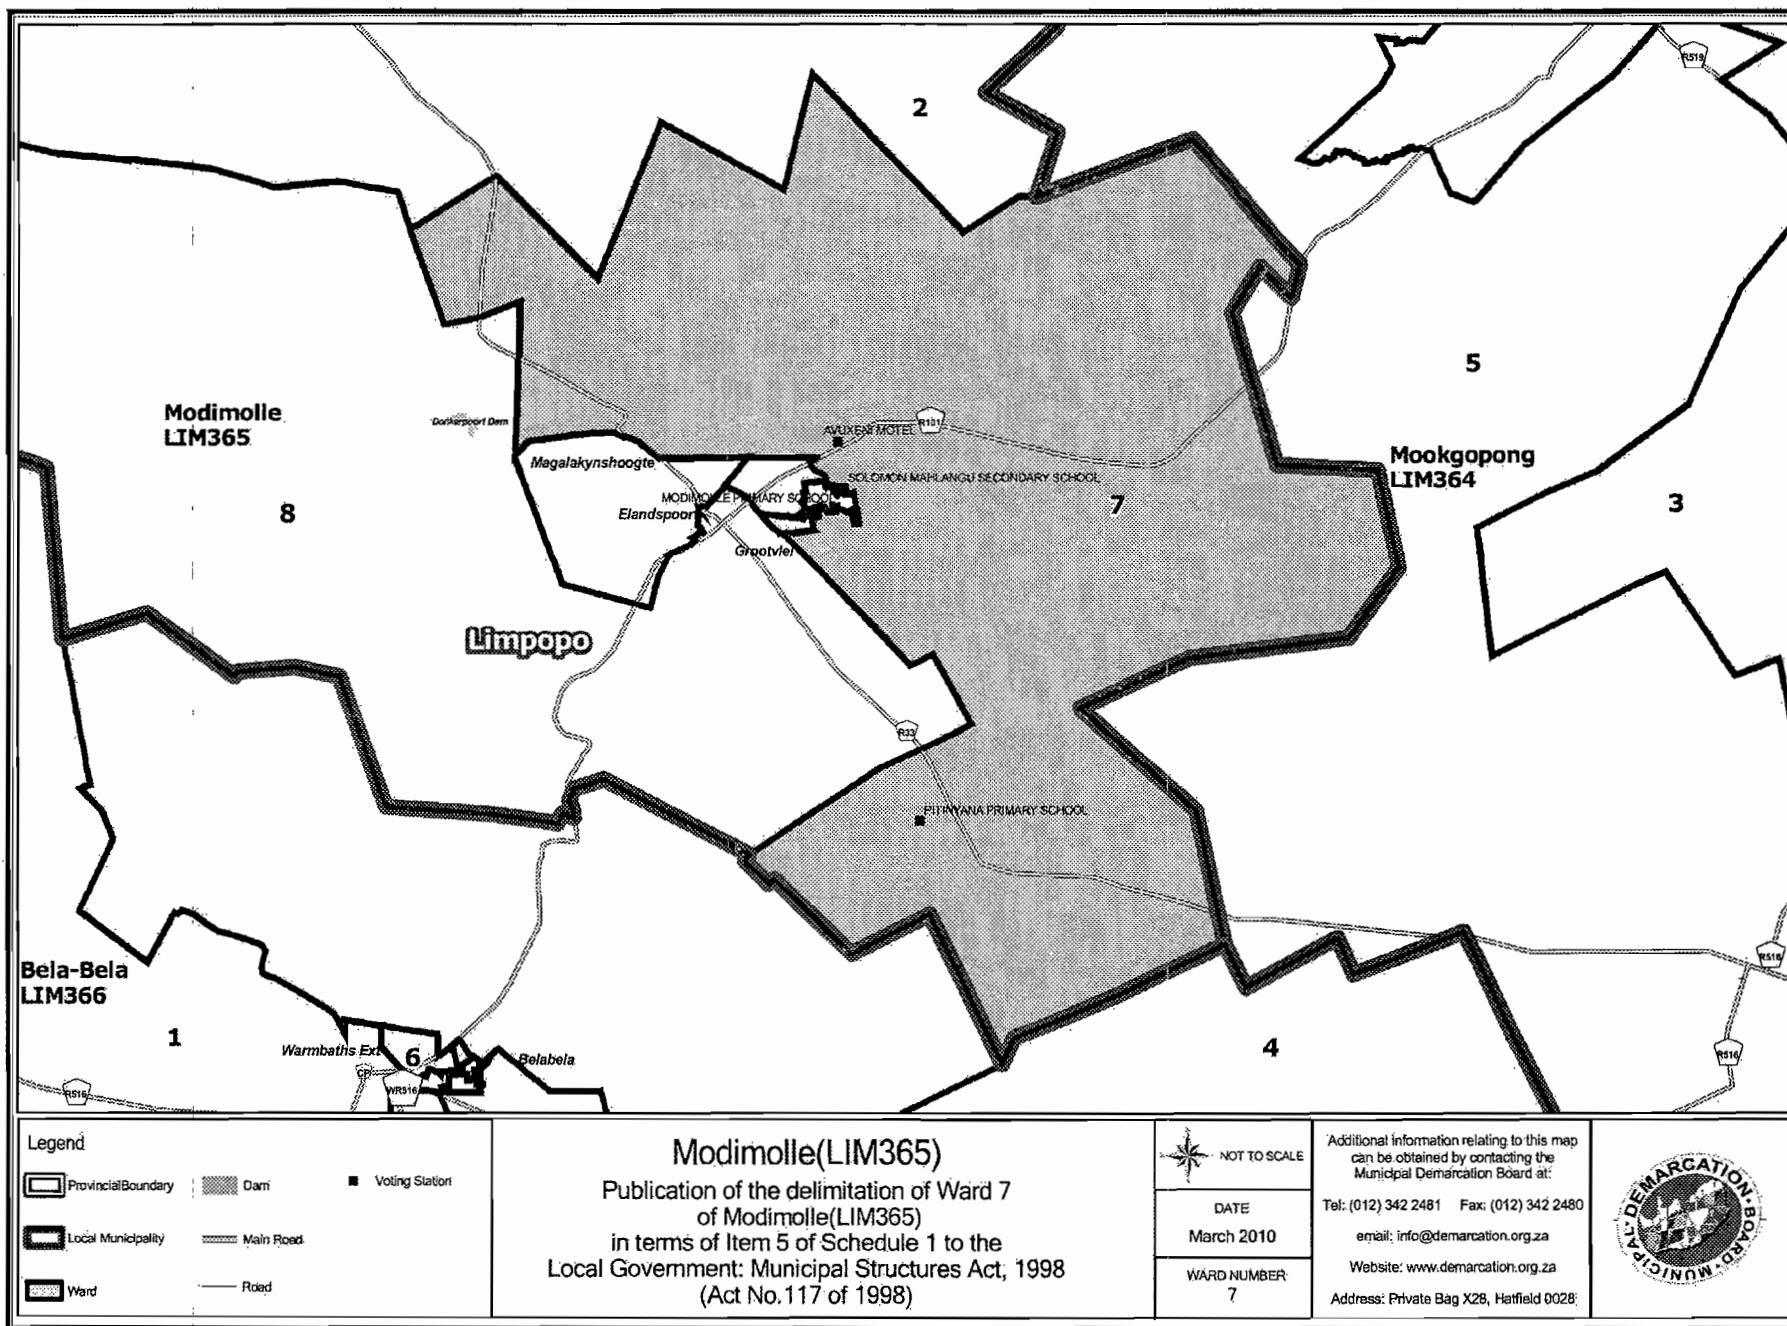 R519
2
5
Modimolle
LIM365
Donkerpoort Dam
AVUXENI MOTEL
R101
Mookgopong
LIM364
Magalakynshoogte
SOLOMON MAHLANGU SECONDARY SCHOOL
MODIMOLLE PRIMARY SCHOOL
7
8
3
Elandspoort
Grootvlei
Limpopo
R33
PITINYANA PRIMARY SCHOOL
Bela-Bela
LIM366
1
Warmbaths Ext
6
Belabela
CP
WR516
R516
4
R516
Legend
ProvincialBoundary
Local Municipality
Ward
Dam
Main Road
Road
Voting Station
Modimolle(LIM365)
Publication of the delimitation of Ward 7
of Modimolle(LIM365)
in terms of Item 5 of Schedule 1 to the
Local Government: Municipal Structures Act, 1998
(Act No.117 of 1998)
NOT TO SCALE
DATE
March 2010
WARD NUMBER
7
Additional information relating to this map
can be obtained by contacting the
Municipal Demarcation Board at:
Tel: (012) 342 2481 Fax: (012) 342 2480
email: info@demarcation.org.za
Website: www.demarcation.org.za
Address: Private Bag X28, Hatfield 0028
MUNICIPAL DEMARCATION BOARD